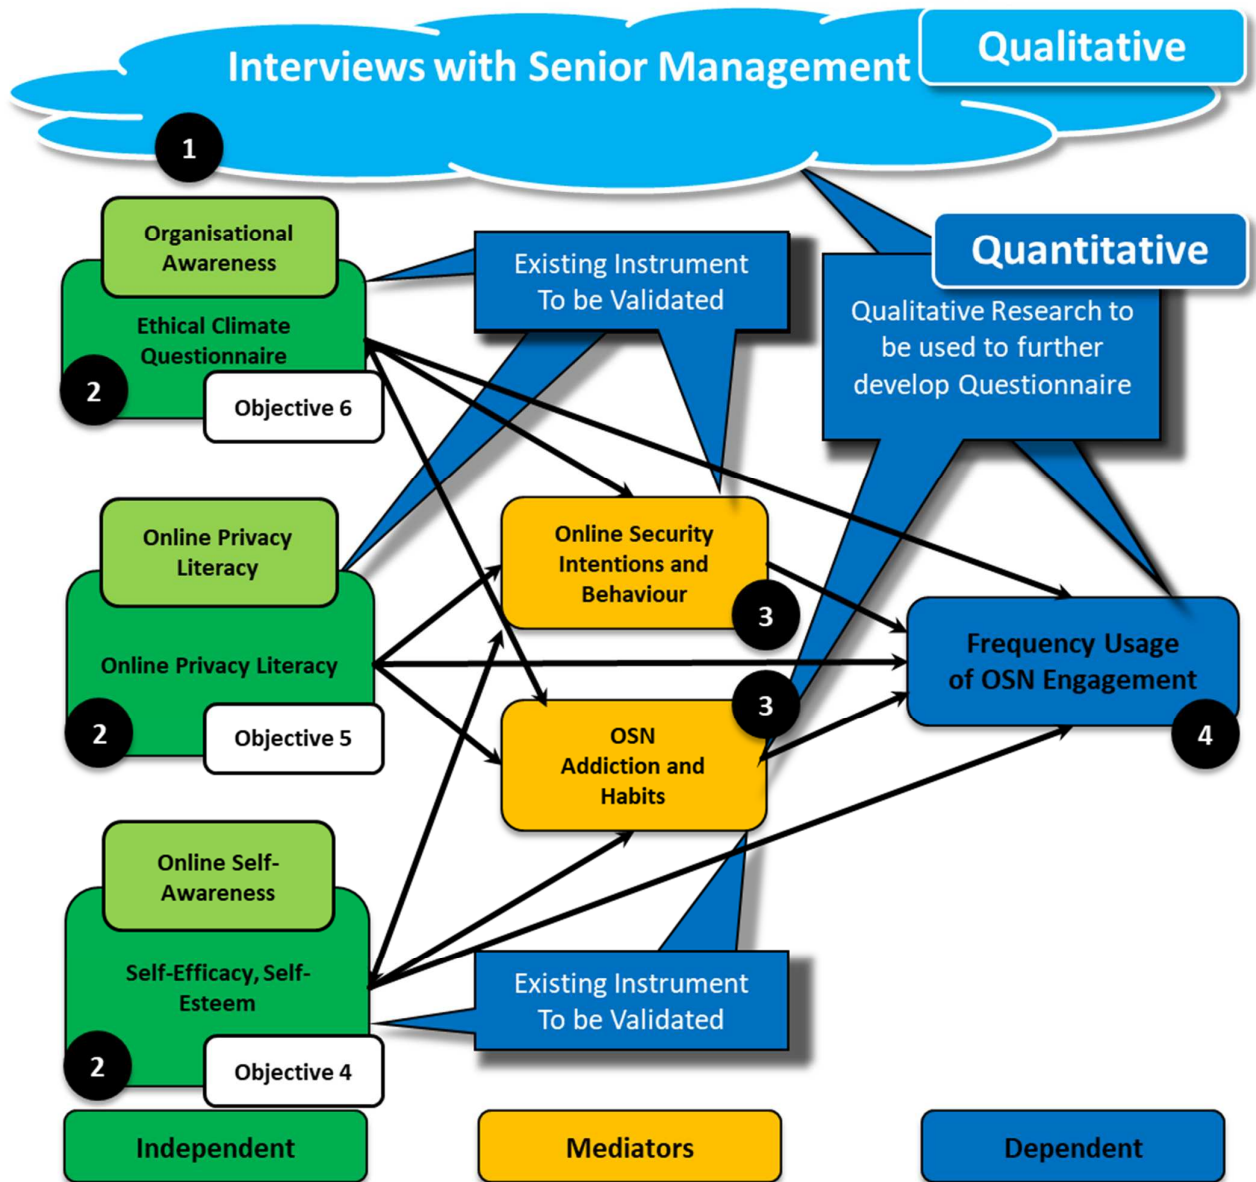 Interviews with Senior Management
Qualitative
1
Organisational
Awareness
Ethical Climate
Questionnaire
2
Objective 6
Existing Instrument
To be Validated
Quantitative
Qualitative Research to
be used to further
develop Questionnaire
Online Privacy
Literacy
Online Privacy Literacy
2
Objective 5
Online Security
Intentions and
Behaviour
3
OSN
Addiction and
Habits
3
Frequency Usage
of OSN Engagement
4
Online Self-
Awareness
Self-Efficacy, Self-
Esteem
2
Objective 4
Existing Instrument
To be Validated
Independent
Mediators
Dependent